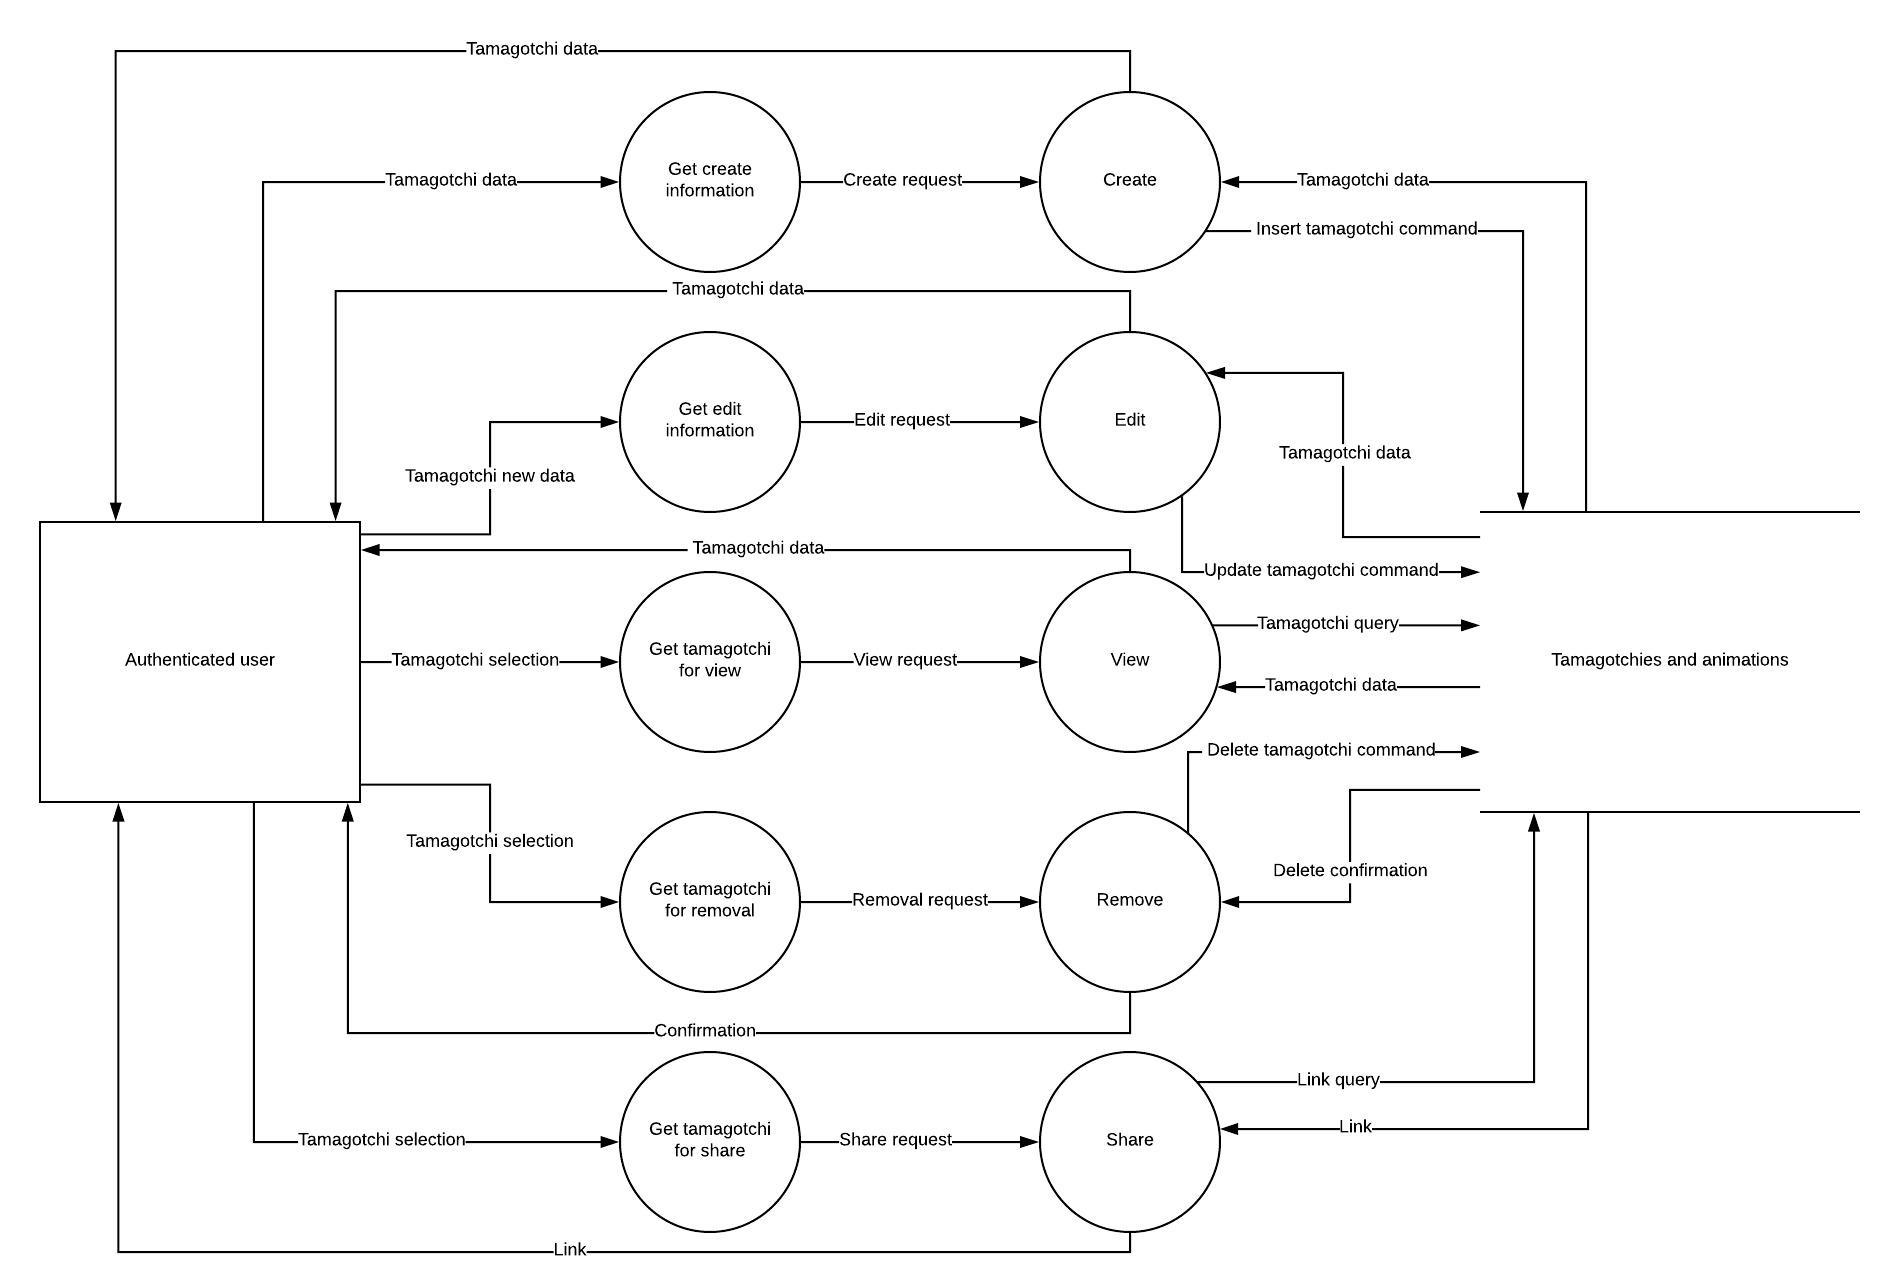 Tamagotchi data
Tamagotchi data
Get create
information
Create request
Create
Tamagotchi data
Insert tamagotchi command
Tamagotchi data
Tamagotchi new data
Get edit
information
Edit request
Edit
Tamagotchi data
Update tamagotchi command
Tamagotchi data
Authenticated user
Tamagotchi selection
Get tamagotchi
for view
View request
View
Tamagotchi query
Tamagotchi data
Tamagotchies and animations
Delete tamagotchi command
Tamagotchi selection
Get tamagotchi
for removal
Removal request
Remove
Delete confirmation
Confirmation
Tamagotchi selection
Get tamagotchi
for share
Share request
Share
Link query
Link
Link